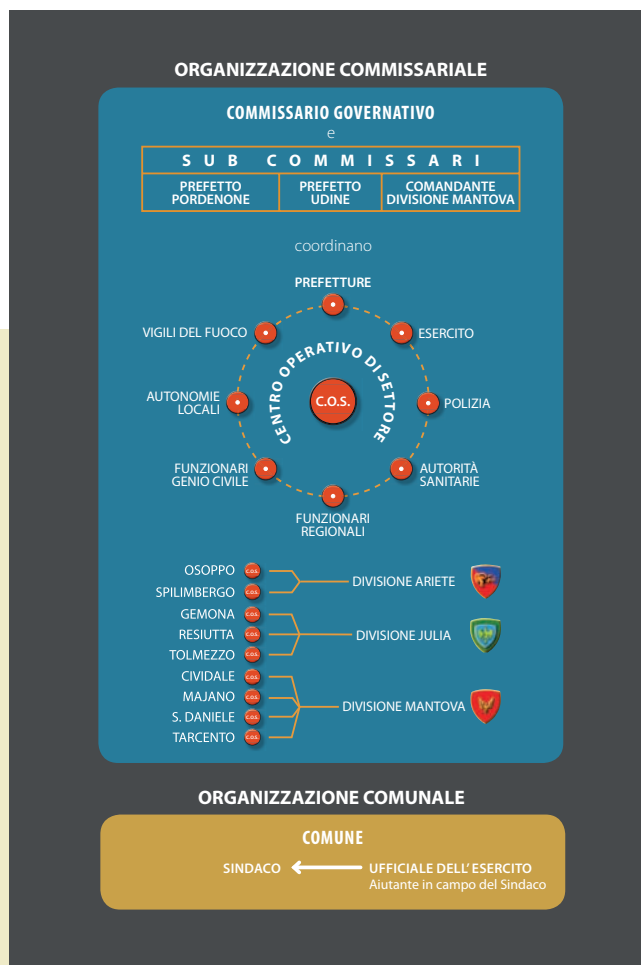 ORGANIZZAZIONE COMMISSARIALE
COMMISSARIO GOVERNATIVO
e
SUB COMMISSARI
PREFETTO PORDENONE
PREFETTO UDINE
COMANDANTE DIVISIONE MANTOVA
coordinano
PREFETTURE
VIGILI DEL FUOCO
ESERCITO
CENTRO OPERATIVO DI SETTORE
C.O.S.
AUTONOMIE
LOCALI
POLIZIA
FUNZIONARI
GENIO CIVILE
AUTORITÀ
SANITARIE
FUNZIONARI
REGIONALI
OSOPPO C.O.S.
SPILIMBERGO C.O.S.
DIVISIONE ARIETE
GEMONA C.O.S.
RESIUTTA C.O.S.
TOLMEZZO C.O.S.
DIVISIONE JULIA
CIVIDALE C.O.S.
MAJANO C.O.S.
S. DANIELE C.O.S.
TARCENTO C.O.S.
DIVISIONE MANTOVA
ORGANIZZAZIONE COMUNALE
COMUNE
SINDACO
UFFICIALE DELL'ESERCITO
Aiutante in campo del Sindaco